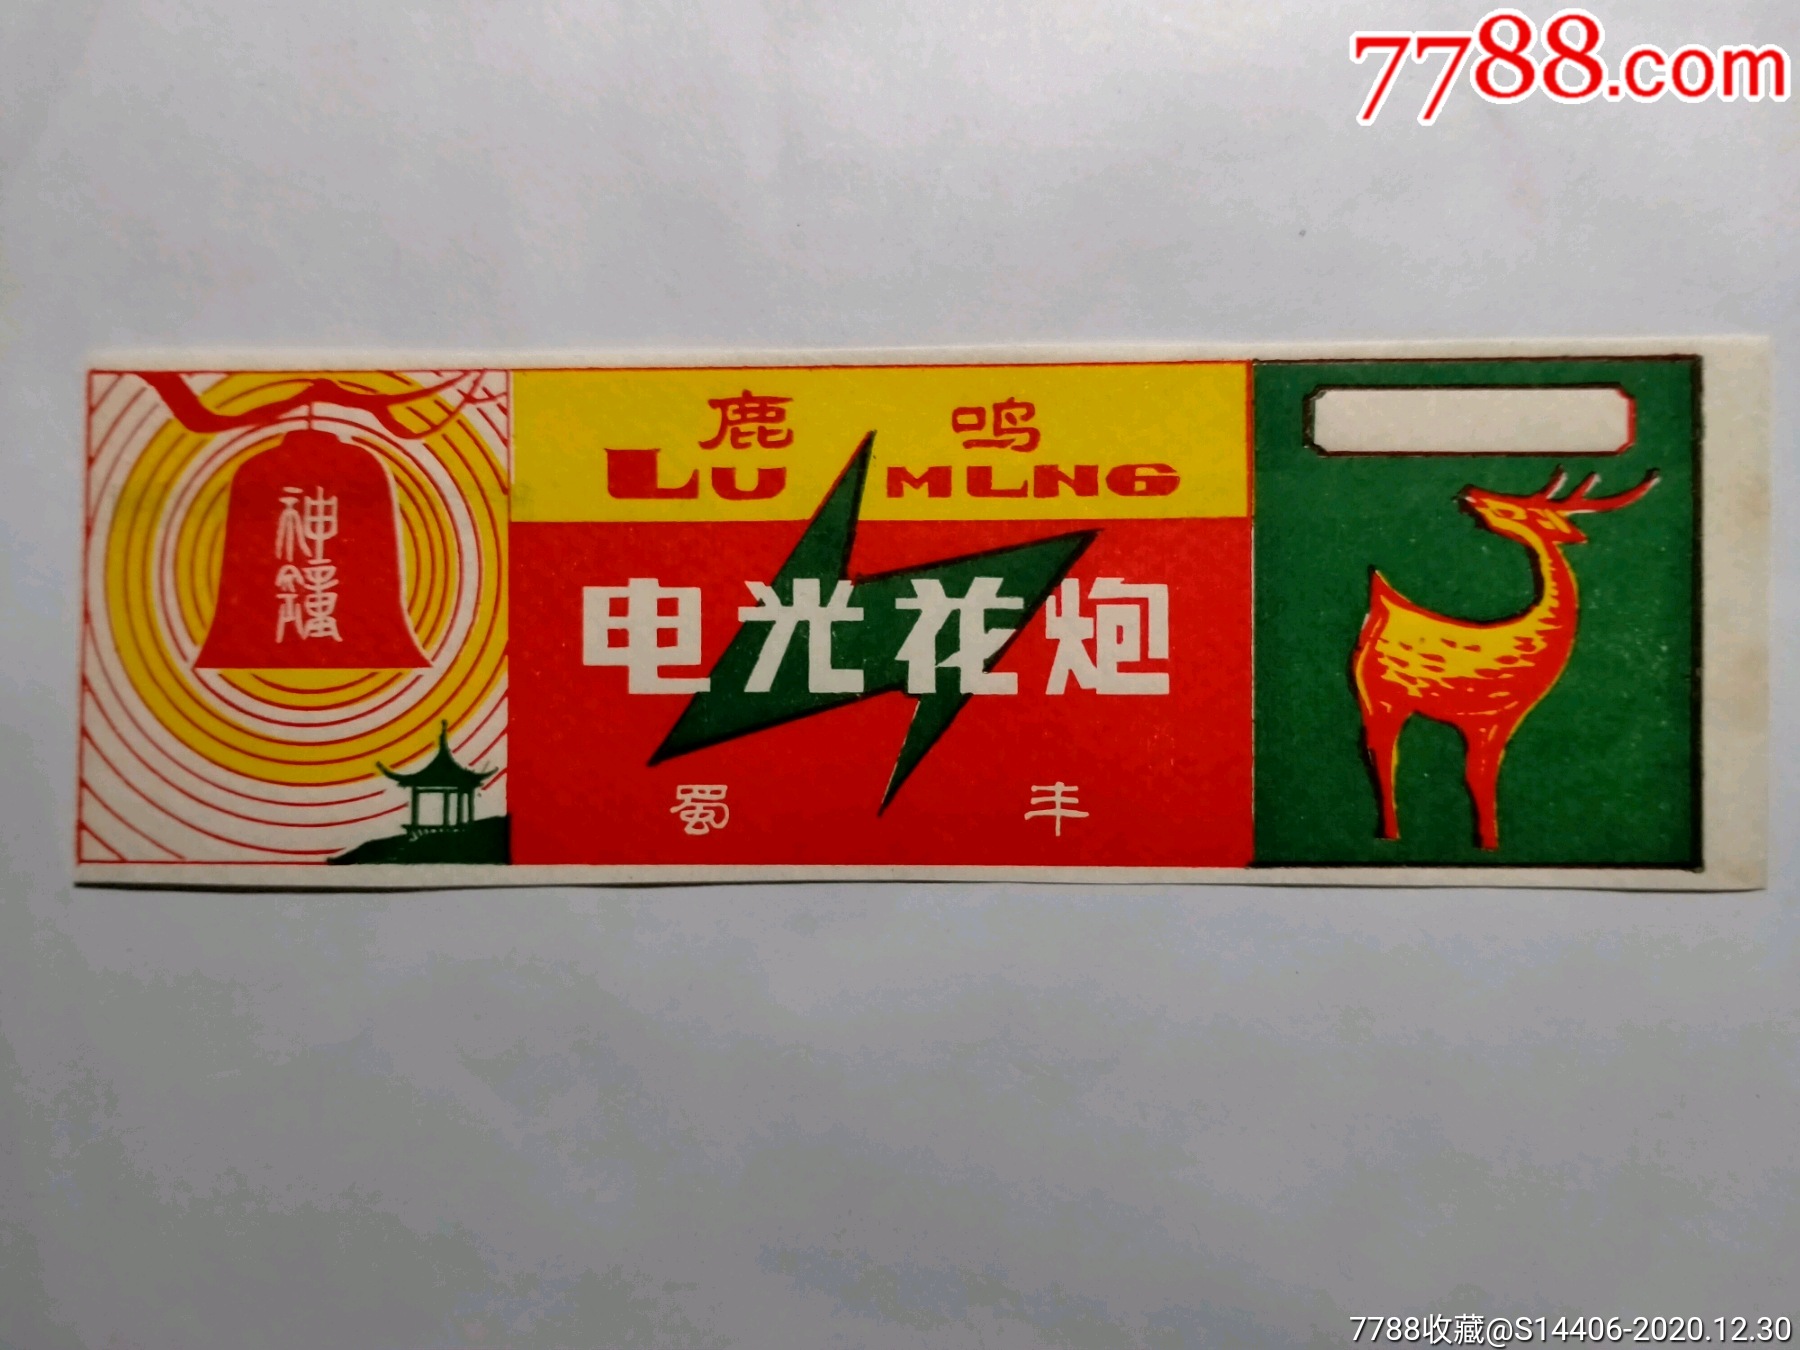 7788.com
神
鐘
鹿 鸣
LU MLNG
电光花炮
蜀 丰
7788收藏@S14406-2020.12.30